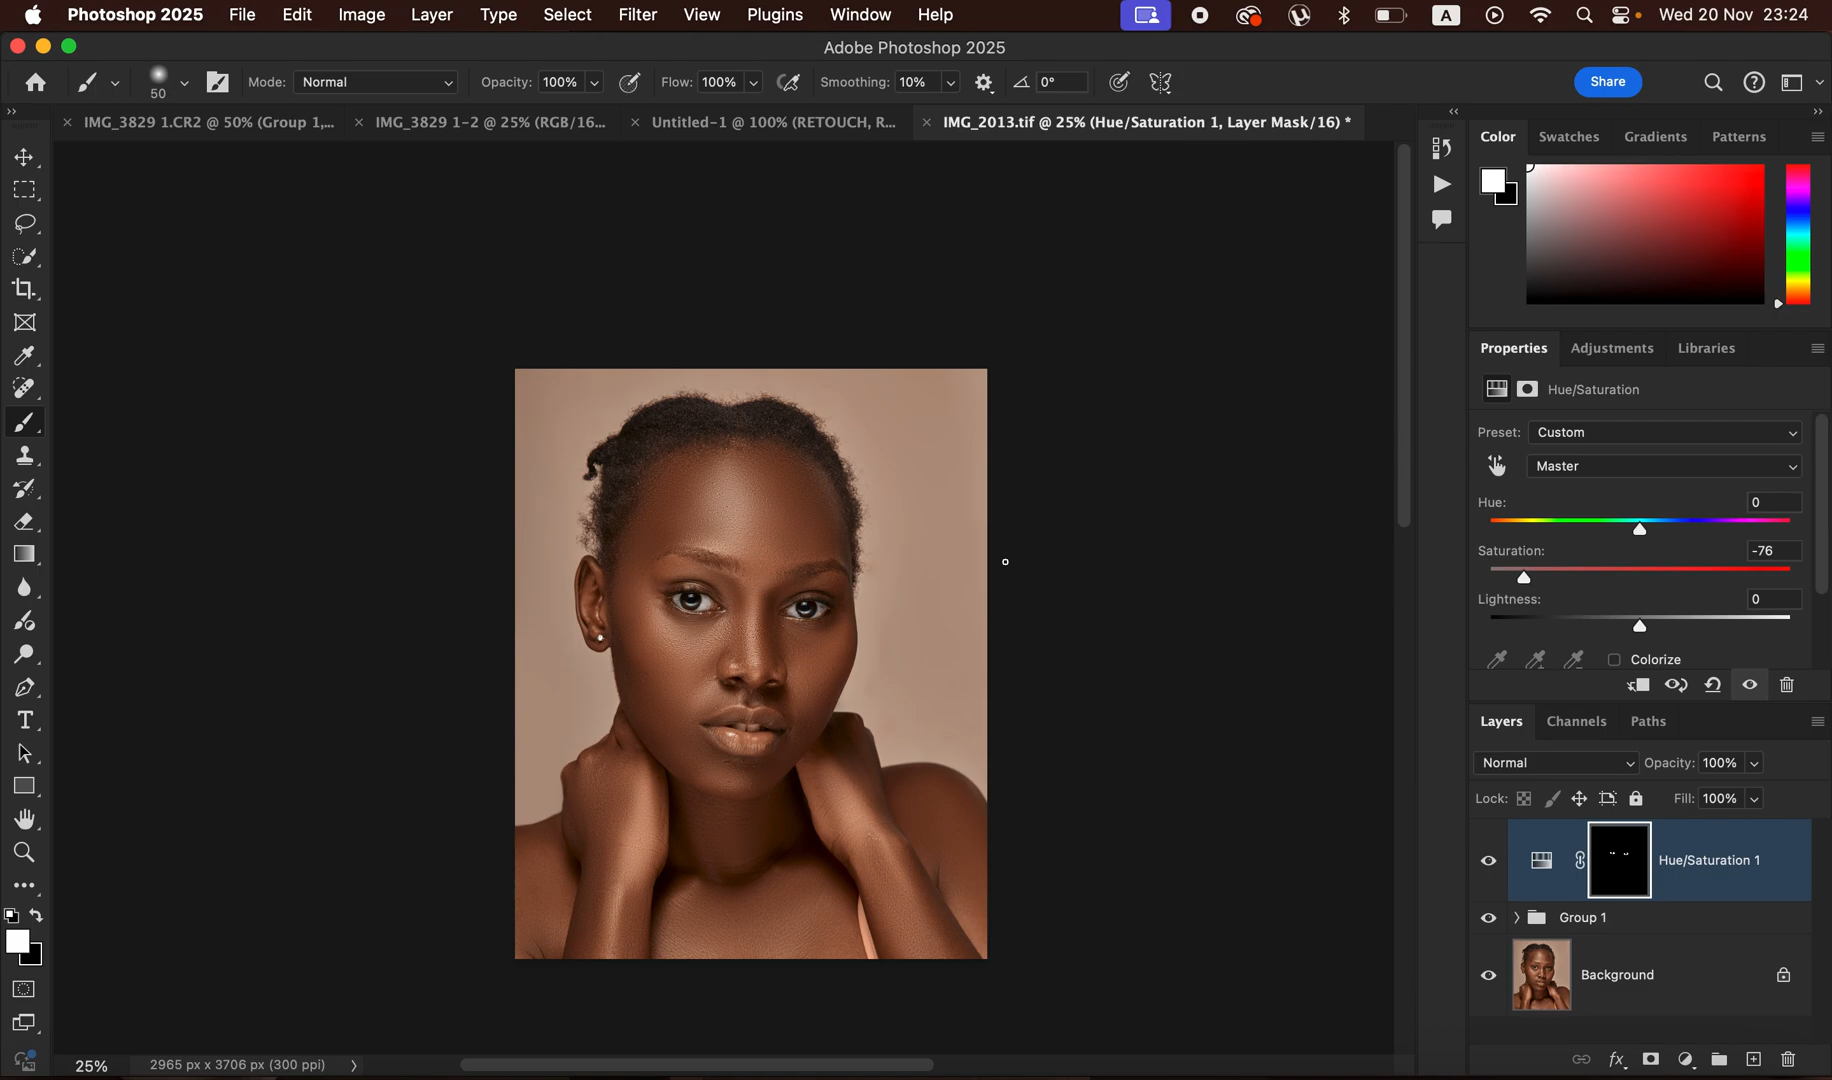 Photoshop 2025 File Edit Image Layer Type Select Filter View Plugins Window Help A Wed 20 Nov 23:24
Adobe Photoshop 2025
50 Mode: Normal Opacity: 100% Flow: 100% Smoothing: 10% 0° Share
IMG_3829 1.CR2 @ 50% (Group 1,... IMG_3829 1-2 @ 25% (RGB/16... Untitled-1 @ 100% (RETOUCH, R... IMG_2013.tif @ 25% (Hue/Saturation 1, Layer Mask/16) *
Color Swatches Gradients Patterns
Properties Adjustments Libraries
Hue/Saturation
Preset: Custom
Master
Hue: 0
Saturation: -76
Lightness: 0
Colorize
Layers Channels Paths
Normal Opacity: 100%
Lock: Fill: 100%
Hue/Saturation 1
Group 1
Background
25% 2965 px x 3706 px (300 ppi)
fx